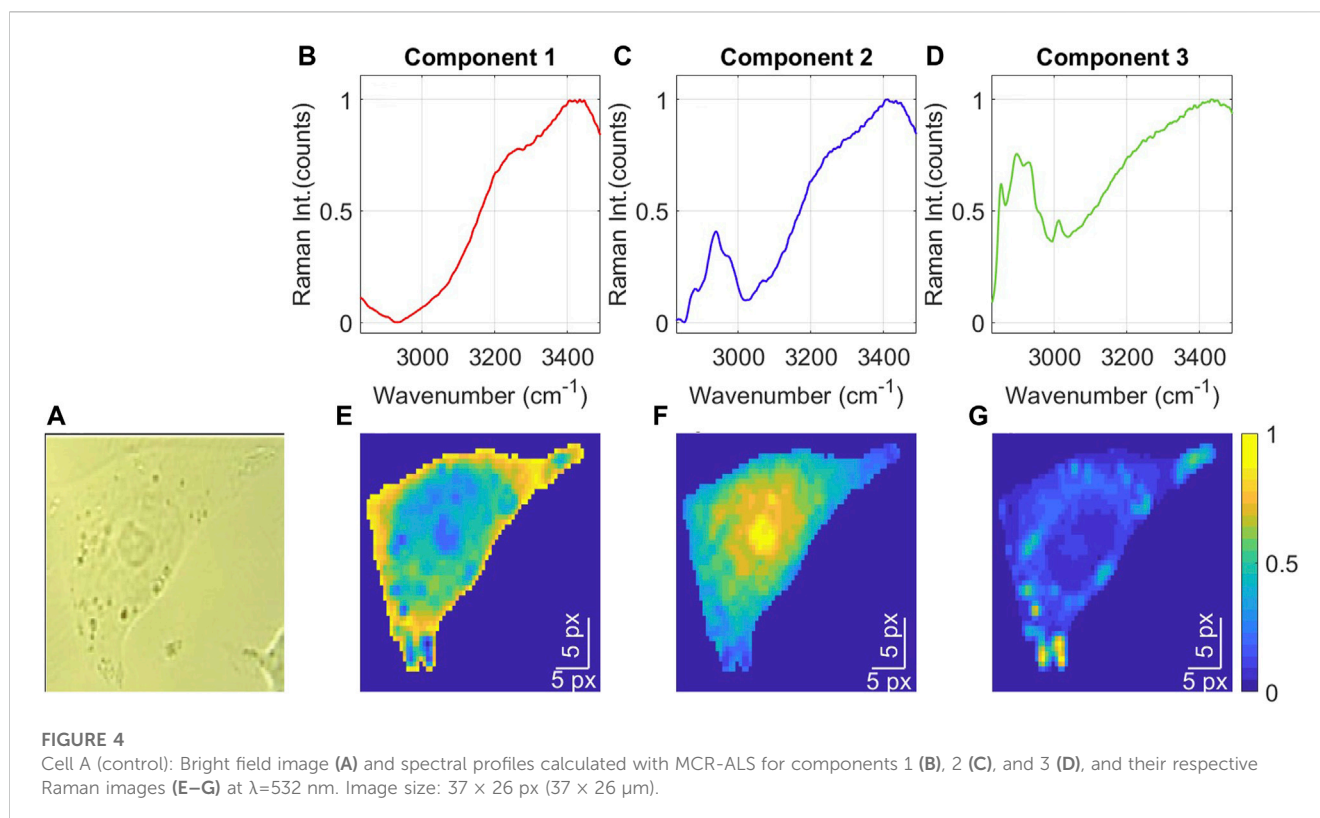 B Component 1 C Component 2 D Component 3
Raman Int.(counts)
1
0.5
0
3000 3200 3400
Wavenumber (cm-1)
Raman Int.(counts)
1
0.5
0
3000 3200 3400
Wavenumber (cm-1)
Raman Int.(counts)
1
0.5
0
3000 3200 3400
Wavenumber (cm-1)
A E F G
5 px
5 px
5 px
5 px
5 px
5 px
1
0.5
0
FIGURE 4
Cell A (control): Bright field image (A) and spectral profiles calculated with MCR-ALS for components 1 (B), 2 (C), and 3 (D), and their respective
Raman images (E–G) at λ=532 nm. Image size: 37 × 26 px (37 × 26 μm).